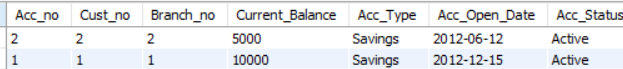 Acc_no Cust_no Branch_no Current_Balance Acc_Type Acc_Open_Date Acc_Status
2 2 2 5000 Savings 2012-06-12 Active
1 1 1 10000 Savings 2012-12-15 Active